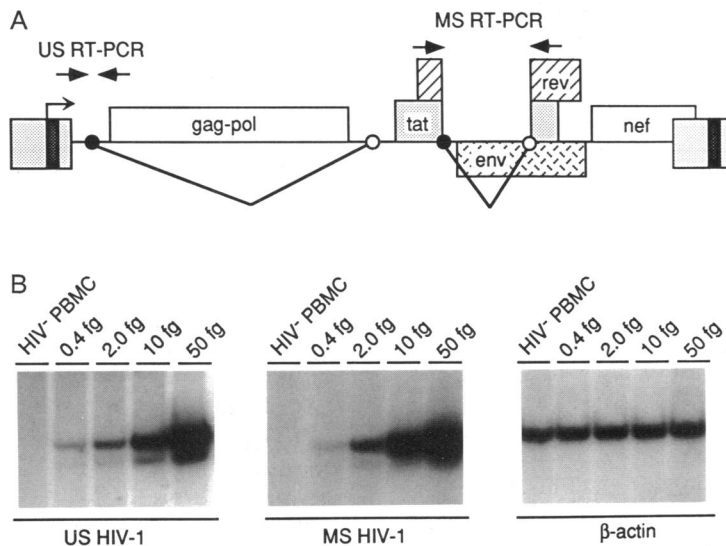 A
US RT-PCR
MS RT-PCR
rev
gag-pol
tat
nef
env
B
HIV⁻ PBMC
0.4 fg
2.0 fg
10 fg
50 fg
HIV⁻ PBMC
0.4 fg
2.0 fg
10 fg
50 fg
HIV⁻ PBMC
0.4 fg
2.0 fg
10 fg
50 fg
US HIV-1
MS HIV-1
β-actin